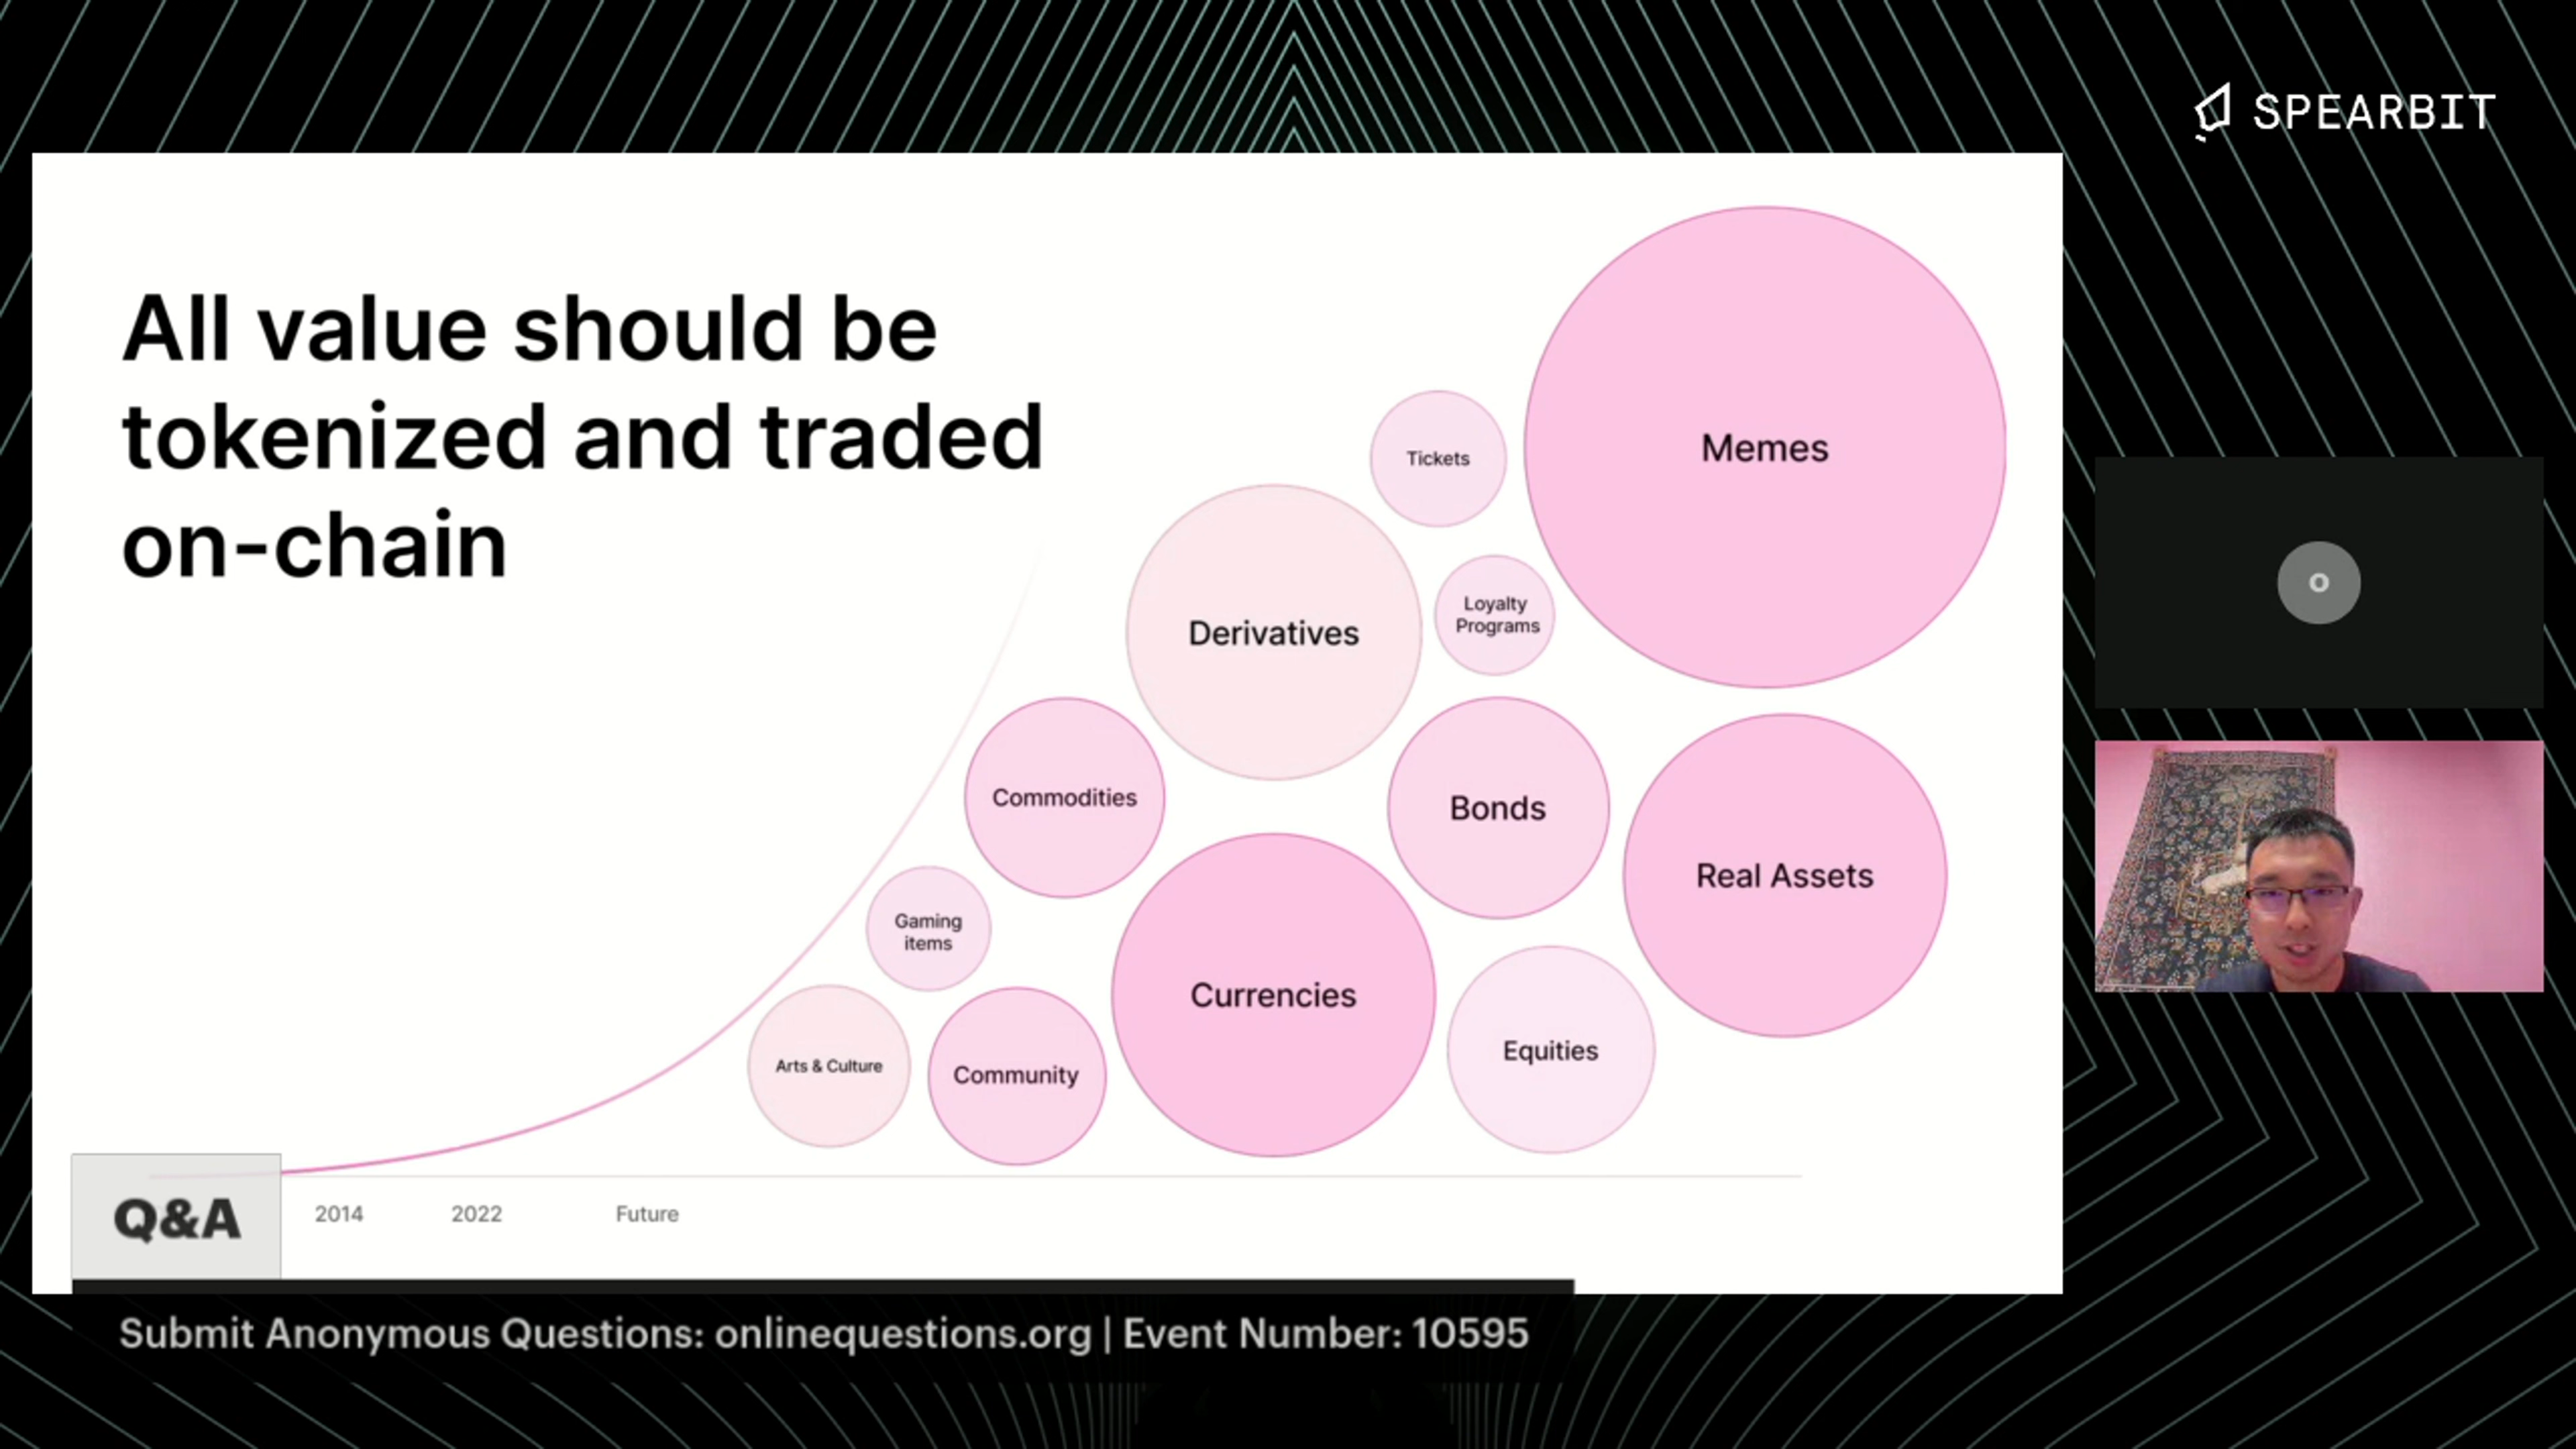 SPEARBIT
All value should be
tokenized and traded
on-chain
Memes
Tickets
Derivatives
Loyalty
Programs
Commodities
Bonds
Real Assets
Gaming
items
Currencies
Equities
Arts & Culture
Community
2014
2022
Future
Q&A
O
Submit Anonymous Questions: onlinequestions.org | Event Number: 10595